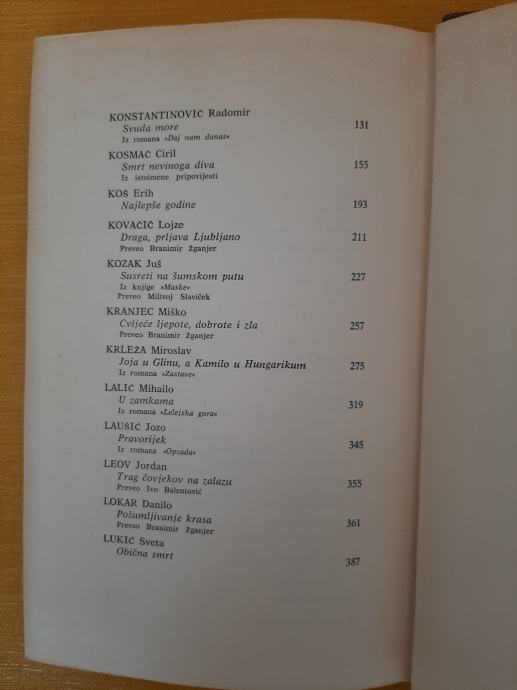 KONSTANTINOVIĆ Radomir
Svuda more 131
Iz romana »Daj nam danas«
KOSMAČ Ciril
Smrt nevinoga diva 155
Iz istoimene pripovijesti
KOŠ Erih
Najlepše godine 193
KOVAČIČ Lojze
Draga, prljava Ljubljano 211
Preveo Branimir Žganjer
KOZAK Juš
Susreti na šumskom putu 227
Iz knjige »Maske«
Preveo Milivoj Slaviček
KRANJEC Miško
Cvijeće ljepote, dobrote i zla 257
Preveo Branimir Žganjer
KRLEŽA Miroslav
Joja u Glinu, a Kamilo u Hungarikum 275
Iz romana »Zastave«
LALIĆ Mihailo
U zamkama 319
Iz romana »Lelejska gora«
LAUŠIĆ Jozo
Pravorijek 345
Iz romana »Opsada«
LEOV Jordan
Trag čovjekov na zalazu 355
Preveo Ivo Balentović
LOKAR Danilo
Pošumljivanje krasa 361
Preveo Branimir Žganjer
LUKIĆ Sveta
Obična smrt 387